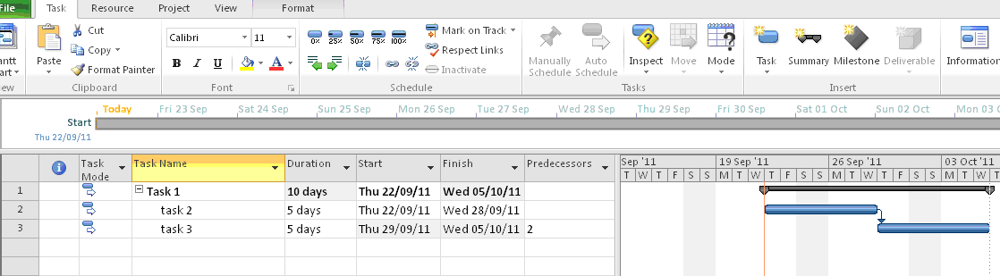 File Task Resource Project View Format
Cut
Copy
Format Painter
Paste
Clipboard
Calibri 11
B I U A
Font
0% 25% 50% 75% 100%
Mark on Track
Respect Links
Inactivate
Schedule
Manually Schedule
Auto Schedule
Inspect Move Mode
Tasks
Task Summary Milestone Deliverable
Insert
Information
Today Fri 23 Sep Sat 24 Sep Sun 25 Sep Mon 26 Sep Tue 27 Sep Wed 28 Sep Thu 29 Sep Fri 30 Sep Sat 01 Oct Sun 02 Oct Mon 03 O
Start
Thu 22/09/11
Task Mode Task Name Duration Start Finish Predecessors
Sep '11 19 Sep '11 26 Sep '11 03 Oct '11
T W T F S S M T W T F S S M T W T F S S M T W T
1 Task 1 10 days Thu 22/09/11 Wed 05/10/11
2 task 2 5 days Thu 22/09/11 Wed 28/09/11
3 task 3 5 days Thu 29/09/11 Wed 05/10/11 2